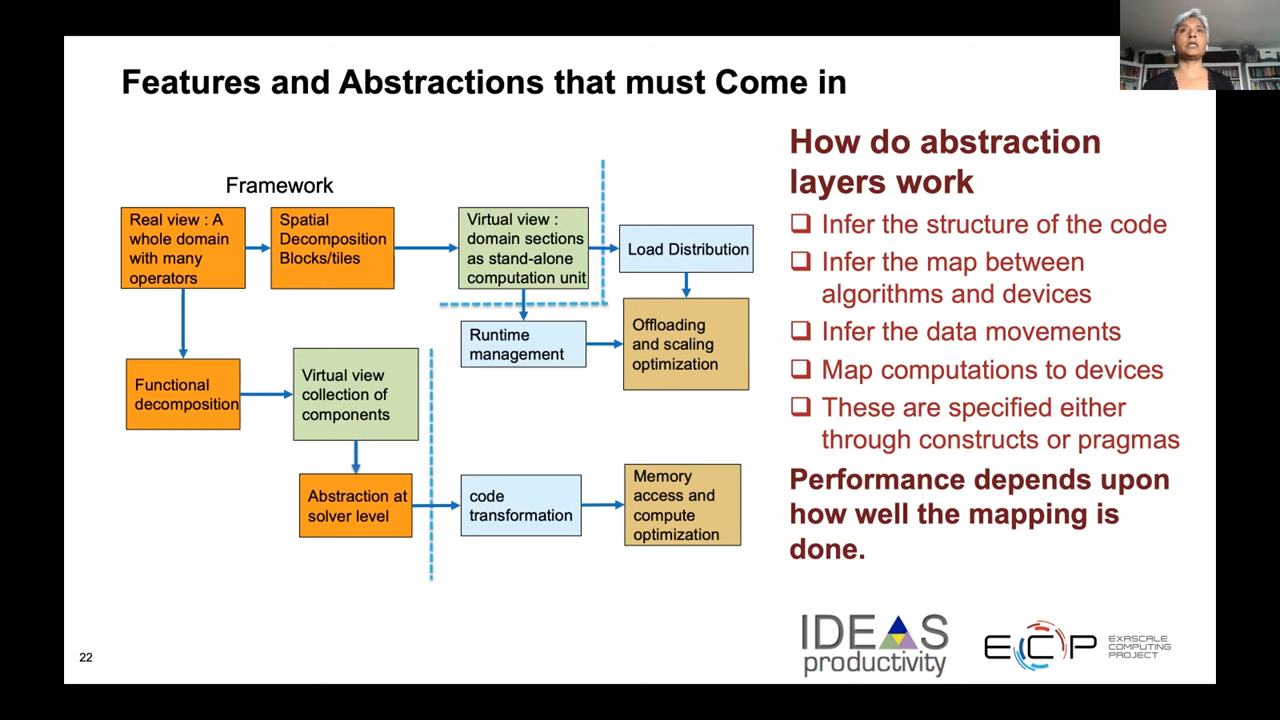 Features and Abstractions that must Come in
Framework
Real view : A
whole domain
with many
operators
Spatial
Decomposition
Blocks/tiles
Virtual view :
domain sections
as stand-alone
computation unit
Load Distribution
Runtime
management
Offloading
and scaling
optimization
Functional
decomposition
Virtual view
collection of
components
Abstraction at
solver level
code
transformation
Memory
access and
compute
optimization
How do abstraction
layers work
Infer the structure of the code
Infer the map between
algorithms and devices
Infer the data movements
Map computations to devices
These are specified either
through constructs or pragmas
Performance depends upon
how well the mapping is
done.
22
IDEAS
productivity
ECP
EXASCALE
COMPUTING
PROJECT